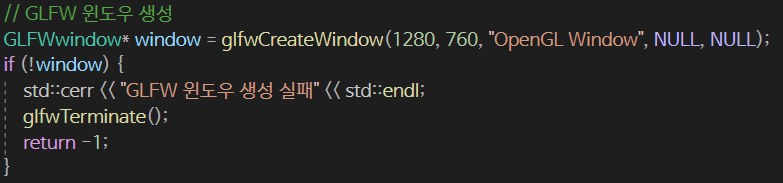 // GLFW 윈도우 생성
GLFWwindow* window = glfwCreateWindow(1280, 760, "OpenGL Window", NULL, NULL);
if (!window) {
    std::cerr << "GLFW 윈도우 생성 실패" << std::endl;
    glfwTerminate();
    return -1;
}